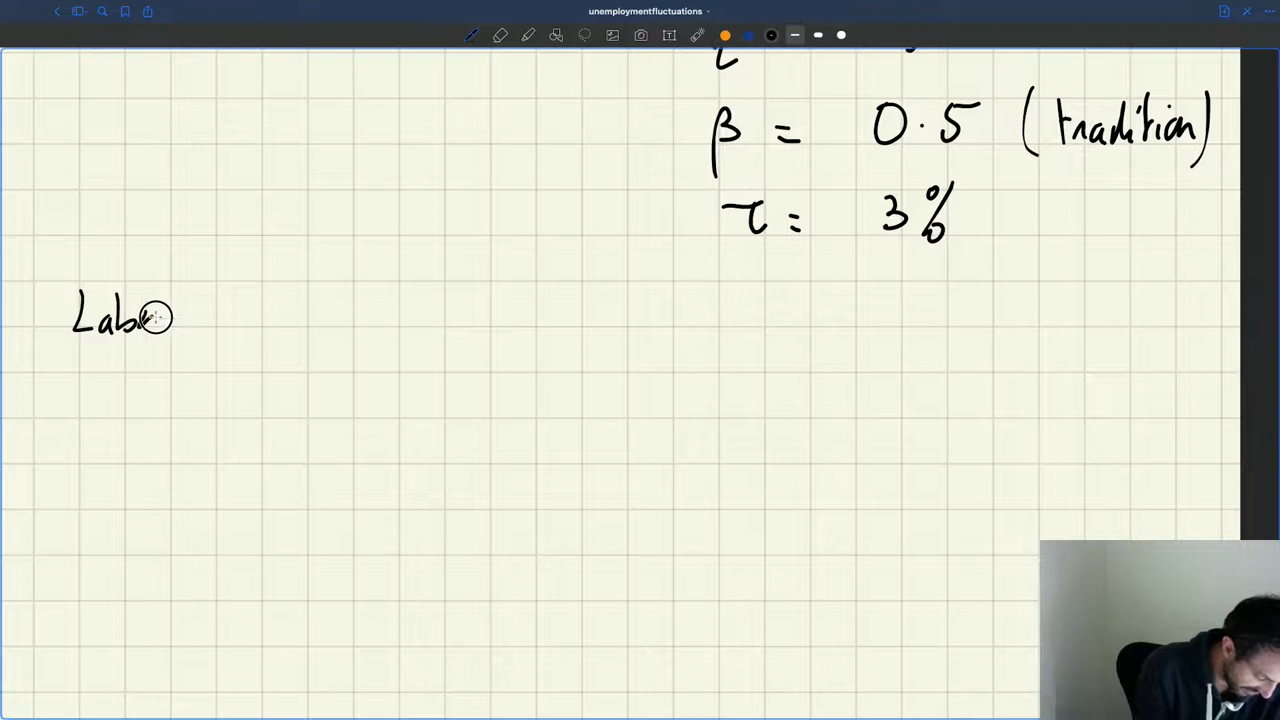 unemploymentfluctuations
β = 0.5 (tradition)
τ = 3%
Labo